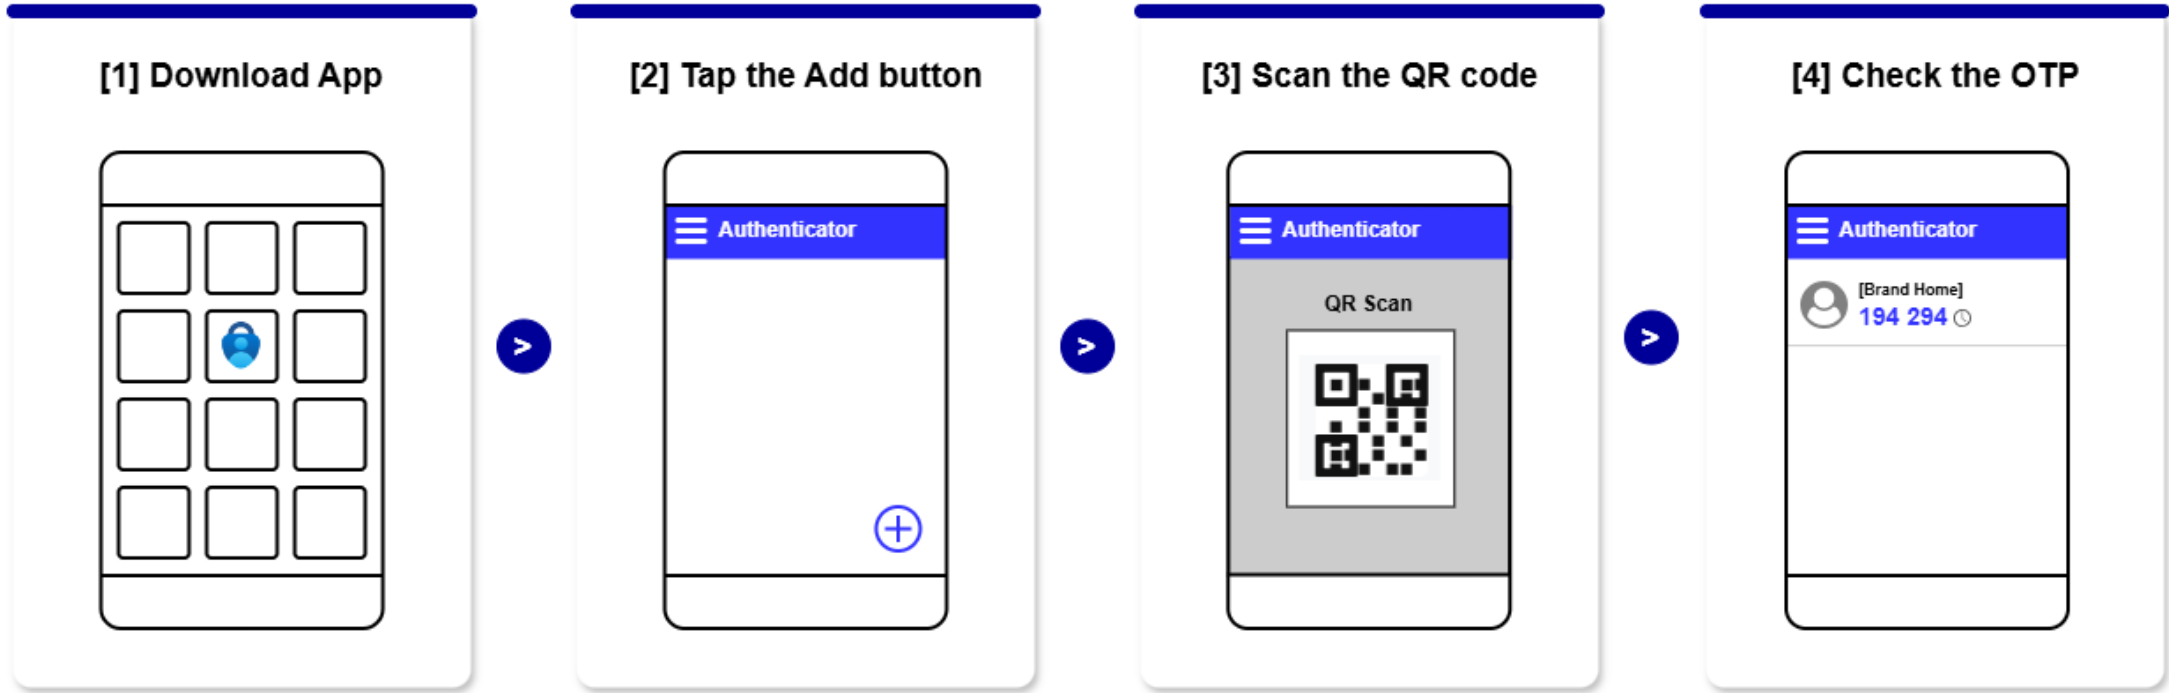 [1] Download App
[2] Tap the Add button
Authenticator
[3] Scan the QR code
Authenticator
QR Scan
[4] Check the OTP
Authenticator
[Brand Home]
194 294